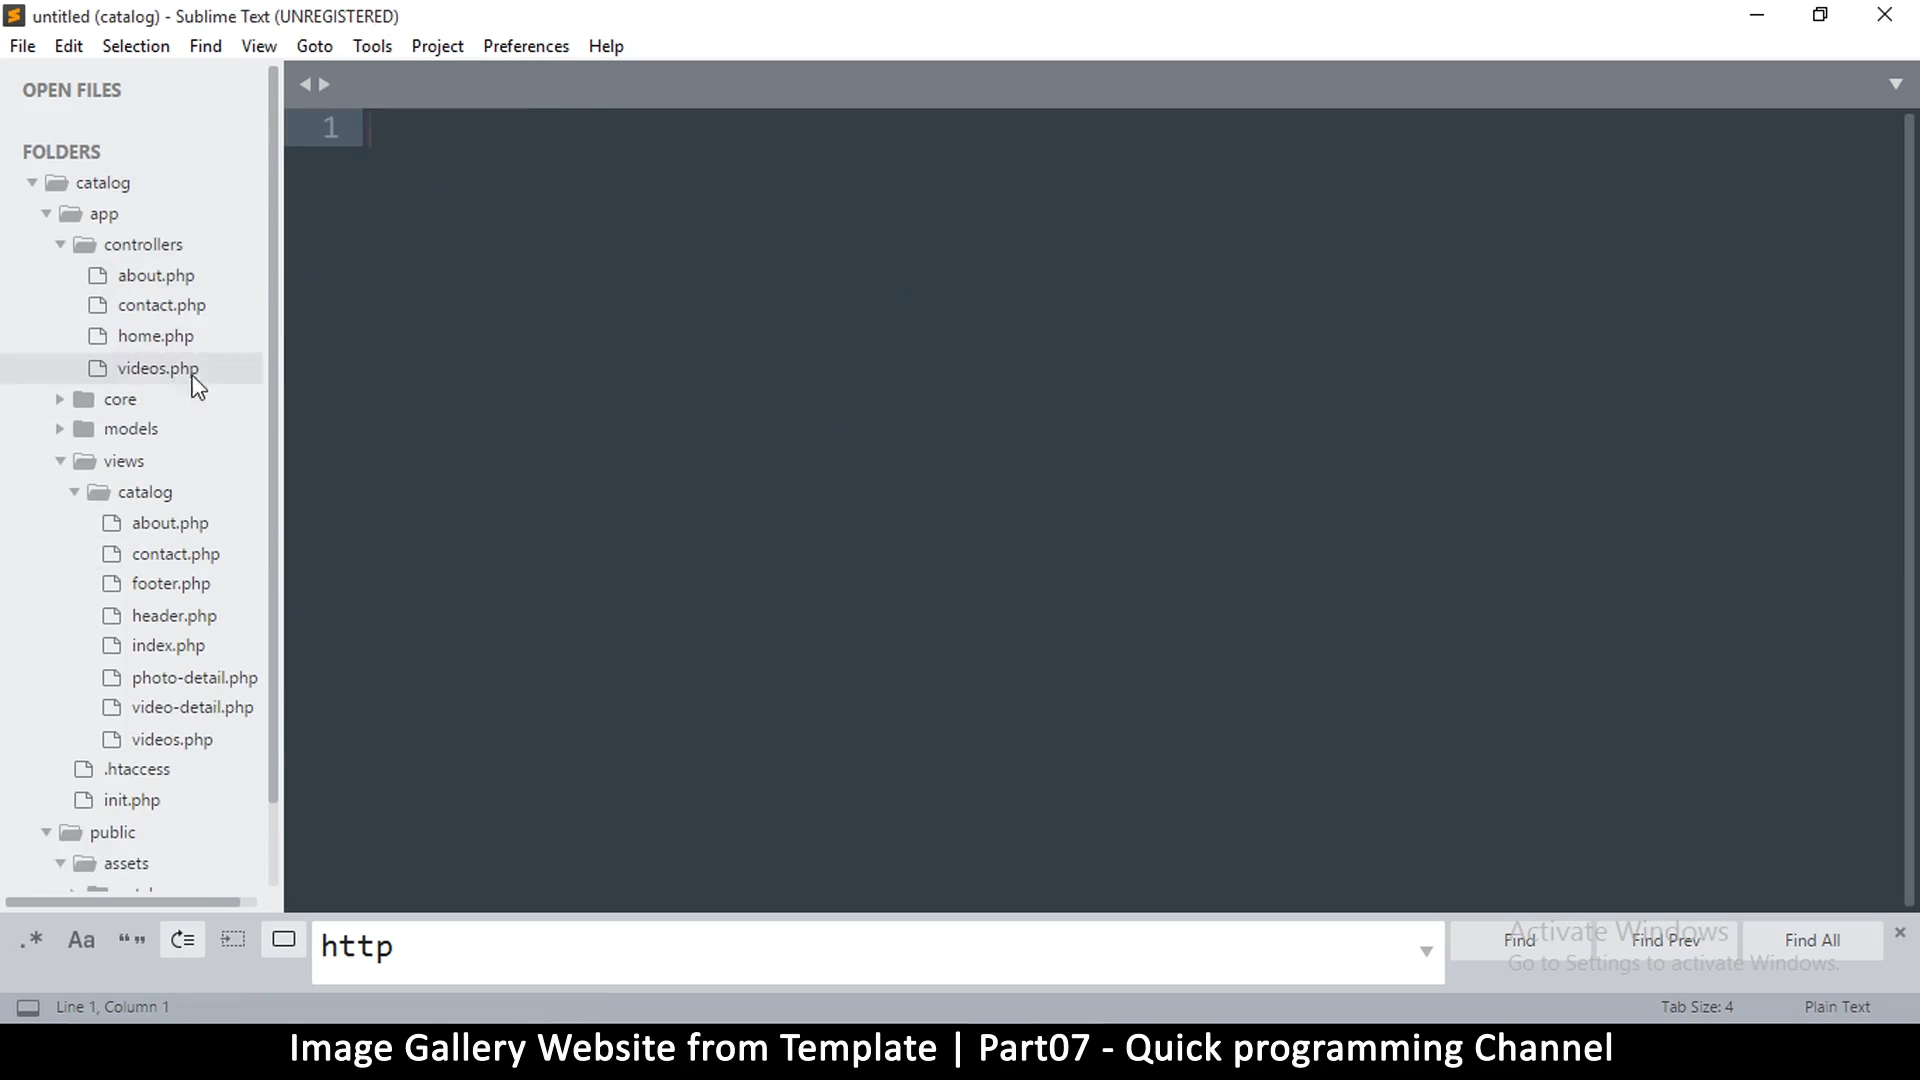 untitled (catalog) - Sublime Text (UNREGISTERED)
File Edit Selection Find View Goto Tools Project Preferences Help
OPEN FILES
FOLDERS
catalog
app
controllers
about.php
contact.php
home.php
videos.php
core
models
views
catalog
about.php
contact.php
footer.php
header.php
index.php
photo-detail.php
video-detail.php
videos.php
.htaccess
init.php
public
assets
1
.* Aa “”
http
Find Find Prev Find All
Activate Windows
Go to Settings to activate Windows.
Line 1, Column 1
Tab Size: 4 Plain Text
Image Gallery Website from Template | Part07 - Quick programming Channel